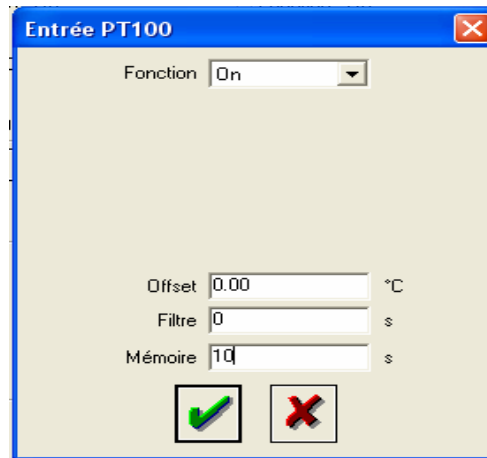 Entrée PT100
Fonction On
Offset 0.00 °C
Filtre 0 s
Mémoire 10 s